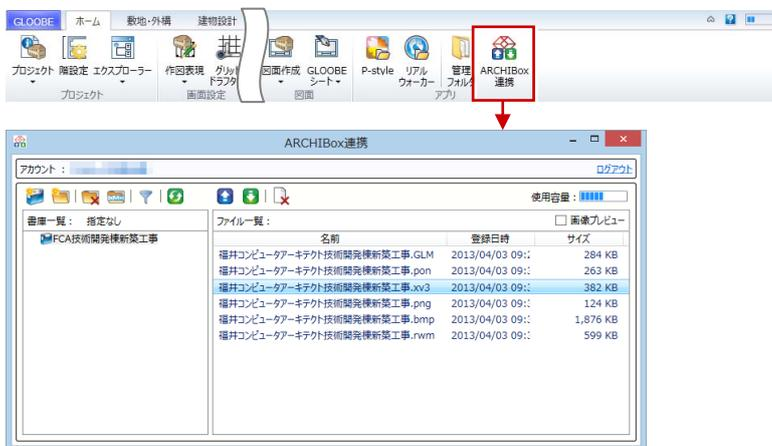 GLOOBE ホーム 敷地・外構 建物設計
プロジェクト 階設定 エクスプローラー 作図表現 グリッド 図面作成 GLOOBE P-style リアル 管理 ARCHIBox
ドラフタ シート ウォーカー フォル 連携
プロジェクト 画面設定 図面 アプリ
ARCHIBox連携
アカウント : ログアウト
使用容量 :
書庫一覧 : 指定なし ファイル一覧 : 画像プレビュー
FCA技術開発棟新築工事 名前 登録日時 サイズ
福井コンピュータアーキテクト技術開発棟新築工事.GLM 2013/04/03 09: 284 KB
福井コンピュータアーキテクト技術開発棟新築工事.pon 2013/04/03 09: 263 KB
福井コンピュータアーキテクト技術開発棟新築工事.xv3 2013/04/03 09: 382 KB
福井コンピュータアーキテクト技術開発棟新築工事.png 2013/04/03 09: 124 KB
福井コンピュータアーキテクト技術開発棟新築工事.bmp 2013/04/03 09: 1,876 KB
福井コンピュータアーキテクト技術開発棟新築工事.rwm 2013/04/03 09: 599 KB